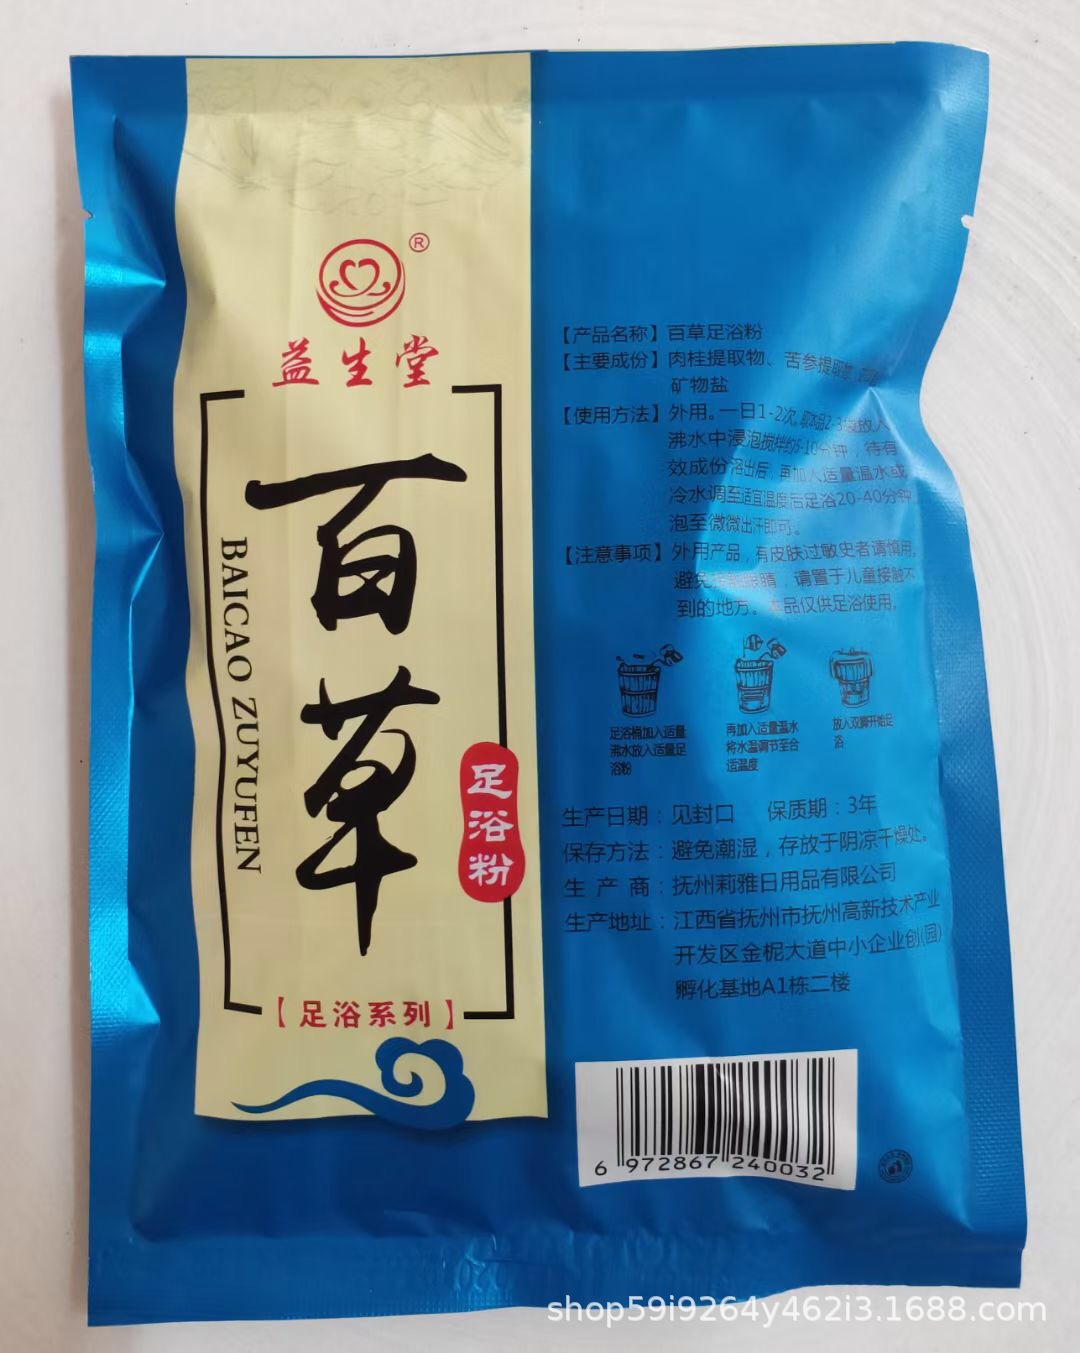 ®
益生堂
百草
BAICAO ZUYUFEN
足浴粉
【足浴系列】
【产品名称】百草足浴粉
【主要成份】肉桂提取物、苦参提取物、
矿物盐
【使用方法】外用。一日1-2次,取本品2-3袋放入
沸水中浸泡搅拌约5-10分钟，待有
效成份溶出后，再加入适量温水或
冷水调至适宜温度后足浴20-40分钟
泡至微微出汗即可。
【注意事项】外用产品，有皮肤过敏史者请慎用，
避免接触眼睛，请置于儿童接触不
到的地方。本品仅供足浴使用。
足浴桶加入适量
沸水放入适量足
浴粉
再加入适量温水
将水温调节至合
适温度
放入双脚开始足
浴
生产日期：见封口 保质期：3年
保存方法：避免潮湿，存放于阴凉干燥处。
生产商：抚州莉雅日用品有限公司
生产地址：江西省抚州市抚州高新技术产业
开发区金柅大道中小企业创(园)
孵化基地A1栋二楼
6 972867 240032
shop59i9264y462i3.1688.com